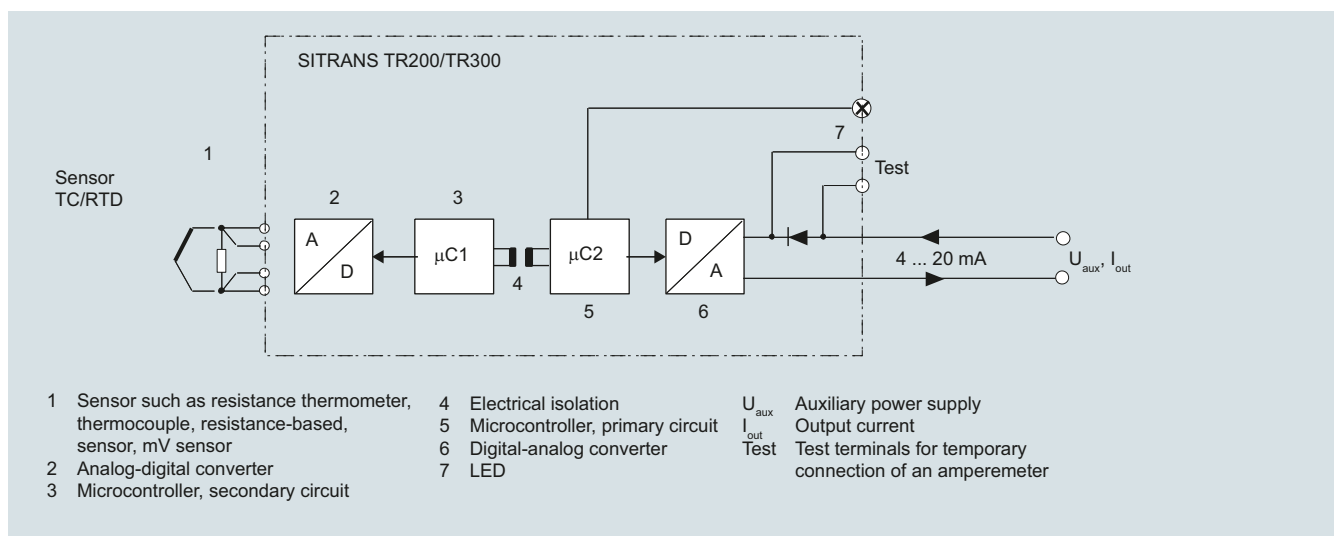 SITRANS TR200/TR300
7
1
Test
Sensor
TC/RTD
2
3
A
D
μC1
μC2
D
A
4 ... 20 mA
Uaux, Iout
4
5
6
1 Sensor such as resistance thermometer,
thermocouple, resistance-based,
sensor, mV sensor
2 Analog-digital converter
3 Microcontroller, secondary circuit
4 Electrical isolation
5 Microcontroller, primary circuit
6 Digital-analog converter
7 LED
Uaux Auxiliary power supply
Iout Output current
Test Test terminals for temporary
connection of an amperemeter